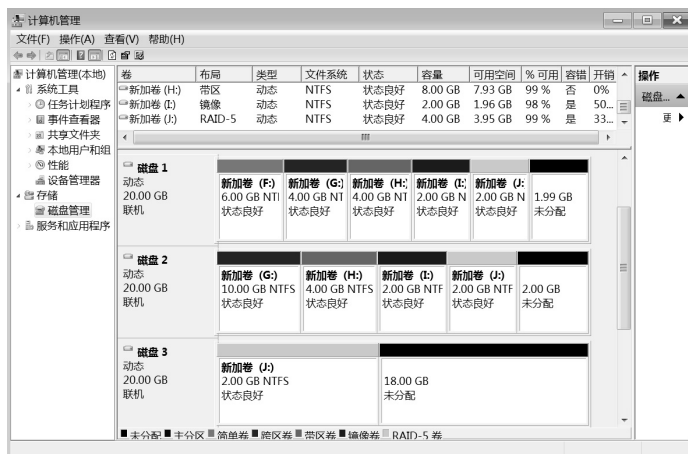 计算机管理
文件(F) 操作(A) 查看(V) 帮助(H)
计算机管理(本地)
系统工具
任务计划程序
事件查看器
共享文件夹
本地用户和组
性能
设备管理器
存储
磁盘管理
服务和应用程序
卷 布局 类型 文件系统 状态 容量 可用空间 % 可用 容错 开销
新加卷 (H:) 带区 动态 NTFS 状态良好 8.00 GB 7.93 GB 99 % 否 0%
新加卷 (I:) 镜像 动态 NTFS 状态良好 2.00 GB 1.96 GB 98 % 是 50...
新加卷 (J:) RAID-5 动态 NTFS 状态良好 4.00 GB 3.95 GB 99 % 是 33...
操作
磁盘...
更
磁盘 1
动态
20.00 GB
联机
新加卷 (F:)
6.00 GB NTI
状态良好
新加卷 (G:)
4.00 GB NT
状态良好
新加卷 (H:
4.00 GB NT
状态良好
新加卷 (I:
2.00 GB N
状态良好
新加卷 (J:
2.00 GB N
状态良好
1.99 GB
未分配
磁盘 2
动态
20.00 GB
联机
新加卷 (G:)
10.00 GB NTFS
状态良好
新加卷 (H:)
4.00 GB NTFS
状态良好
新加卷 (I:)
2.00 GB NTF
状态良好
新加卷 (J:)
2.00 GB NTF
状态良好
2.00 GB
未分配
磁盘 3
动态
20.00 GB
联机
新加卷 (J:)
2.00 GB NTFS
状态良好
18.00 GB
未分配
未分配 主分区 简单卷 跨区卷 带区卷 镜像卷 RAID-5 卷